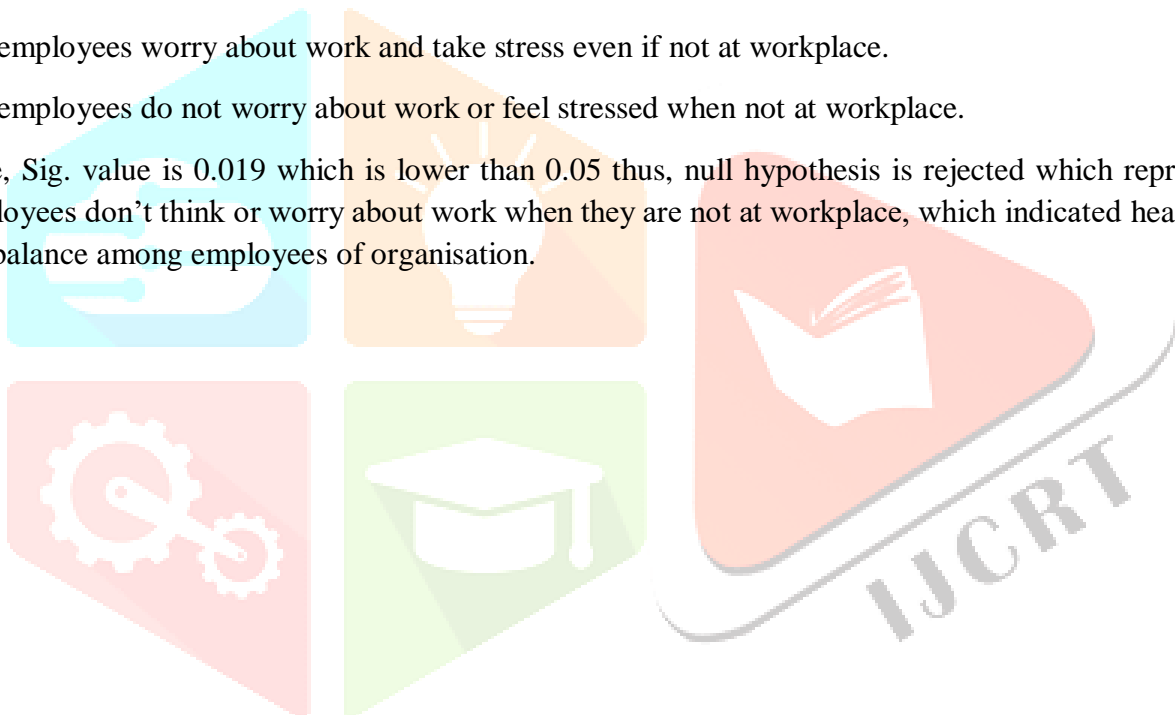 employees worry about work and take stress even if not at workplace.
employees do not worry about work or feel stressed when not at workplace.
e, Sig. value is 0.019 which is lower than 0.05 thus, null hypothesis is rejected which repr
loyees don’t think or worry about work when they are not at workplace, which indicated hea
balance among employees of organisation.
IJCRT